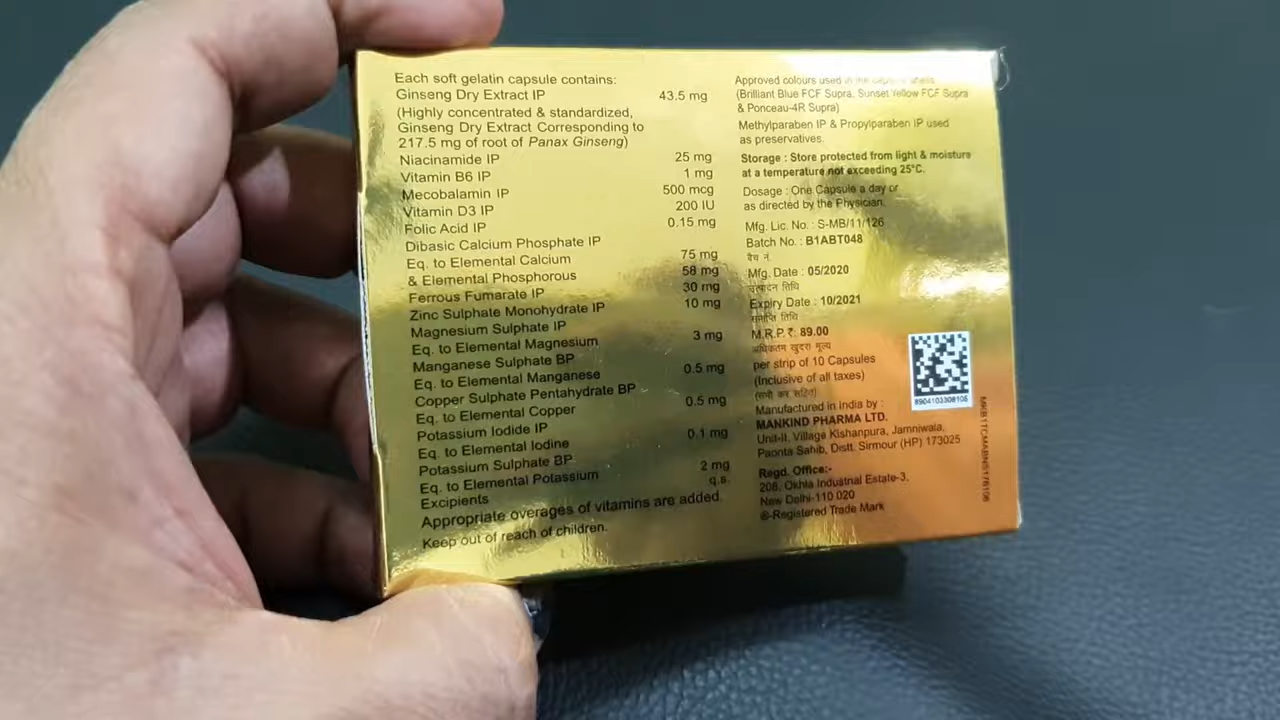 Each soft gelatin capsule contains:
Ginseng Dry Extract IP 43.5 mg
(Highly concentrated & standardized,
Ginseng Dry Extract Corresponding to
217.5 mg of root of Panax Ginseng)
Niacinamide IP 25 mg
Vitamin B6 IP 1 mg
Mecobalamin IP 500 mcg
Vitamin D3 IP 200 IU
Folic Acid IP 0.15 mg
Dibasic Calcium Phosphate IP
Eq. to Elemental Calcium 75 mg
& Elemental Phosphorous 58 mg
Ferrous Fumarate IP 30 mg
Zinc Sulphate Monohydrate IP 10 mg
Magnesium Sulphate IP
Eq. to Elemental Magnesium 3 mg
Manganese Sulphate BP
Eq. to Elemental Manganese 0.5 mg
Copper Sulphate Pentahydrate BP
Eq. to Elemental Copper 0.5 mg
Potassium Iodide IP
Eq. to Elemental Iodine 0.1 mg
Potassium Sulphate BP
Eq. to Elemental Potassium 2 mg
Excipients q.s.
Appropriate overages of vitamins are added.
Keep out of reach of children.
Approved colours used in the capsule shells
(Brilliant Blue FCF Supra, Sunset Yellow FCF Supra
& Ponceau-4R Supra)
Methylparaben IP & Propylparaben IP used
as preservatives.
Storage : Store protected from light & moisture
at a temperature not exceeding 25°C.
Dosage : One Capsule a day or
as directed by the Physician.
Mfg. Lic. No. : S-MB/11/126
Batch No. : B1ABT048
बैच नं.
Mfg. Date : 05/2020
उत्पादन तिथि
Expiry Date : 10/2021
समाप्ति तिथि
M.R.P.₹: 89.00
अधिकतम खुदरा मूल्य
per strip of 10 Capsules
(Inclusive of all taxes)
(सभी कर सहित)
Manufactured in India by :
MANKIND PHARMA LTD.
Unit-II, Village Kishanpura, Jamniwala,
Paonta Sahib, Distt. Sirmour (HP) 173025
Regd. Office:-
208, Okhla Industrial Estate-3,
New Delhi-110 020
®-Registered Trade Mark
8904103308105